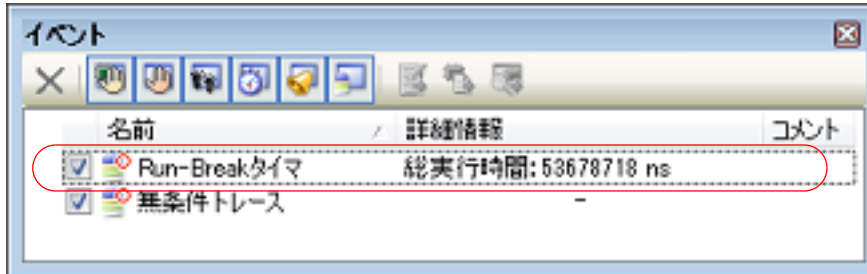 イベント
名前 詳細情報 コメント
Run-Breakタイマ 総実行時間: 53678718 ns
無条件トレース -